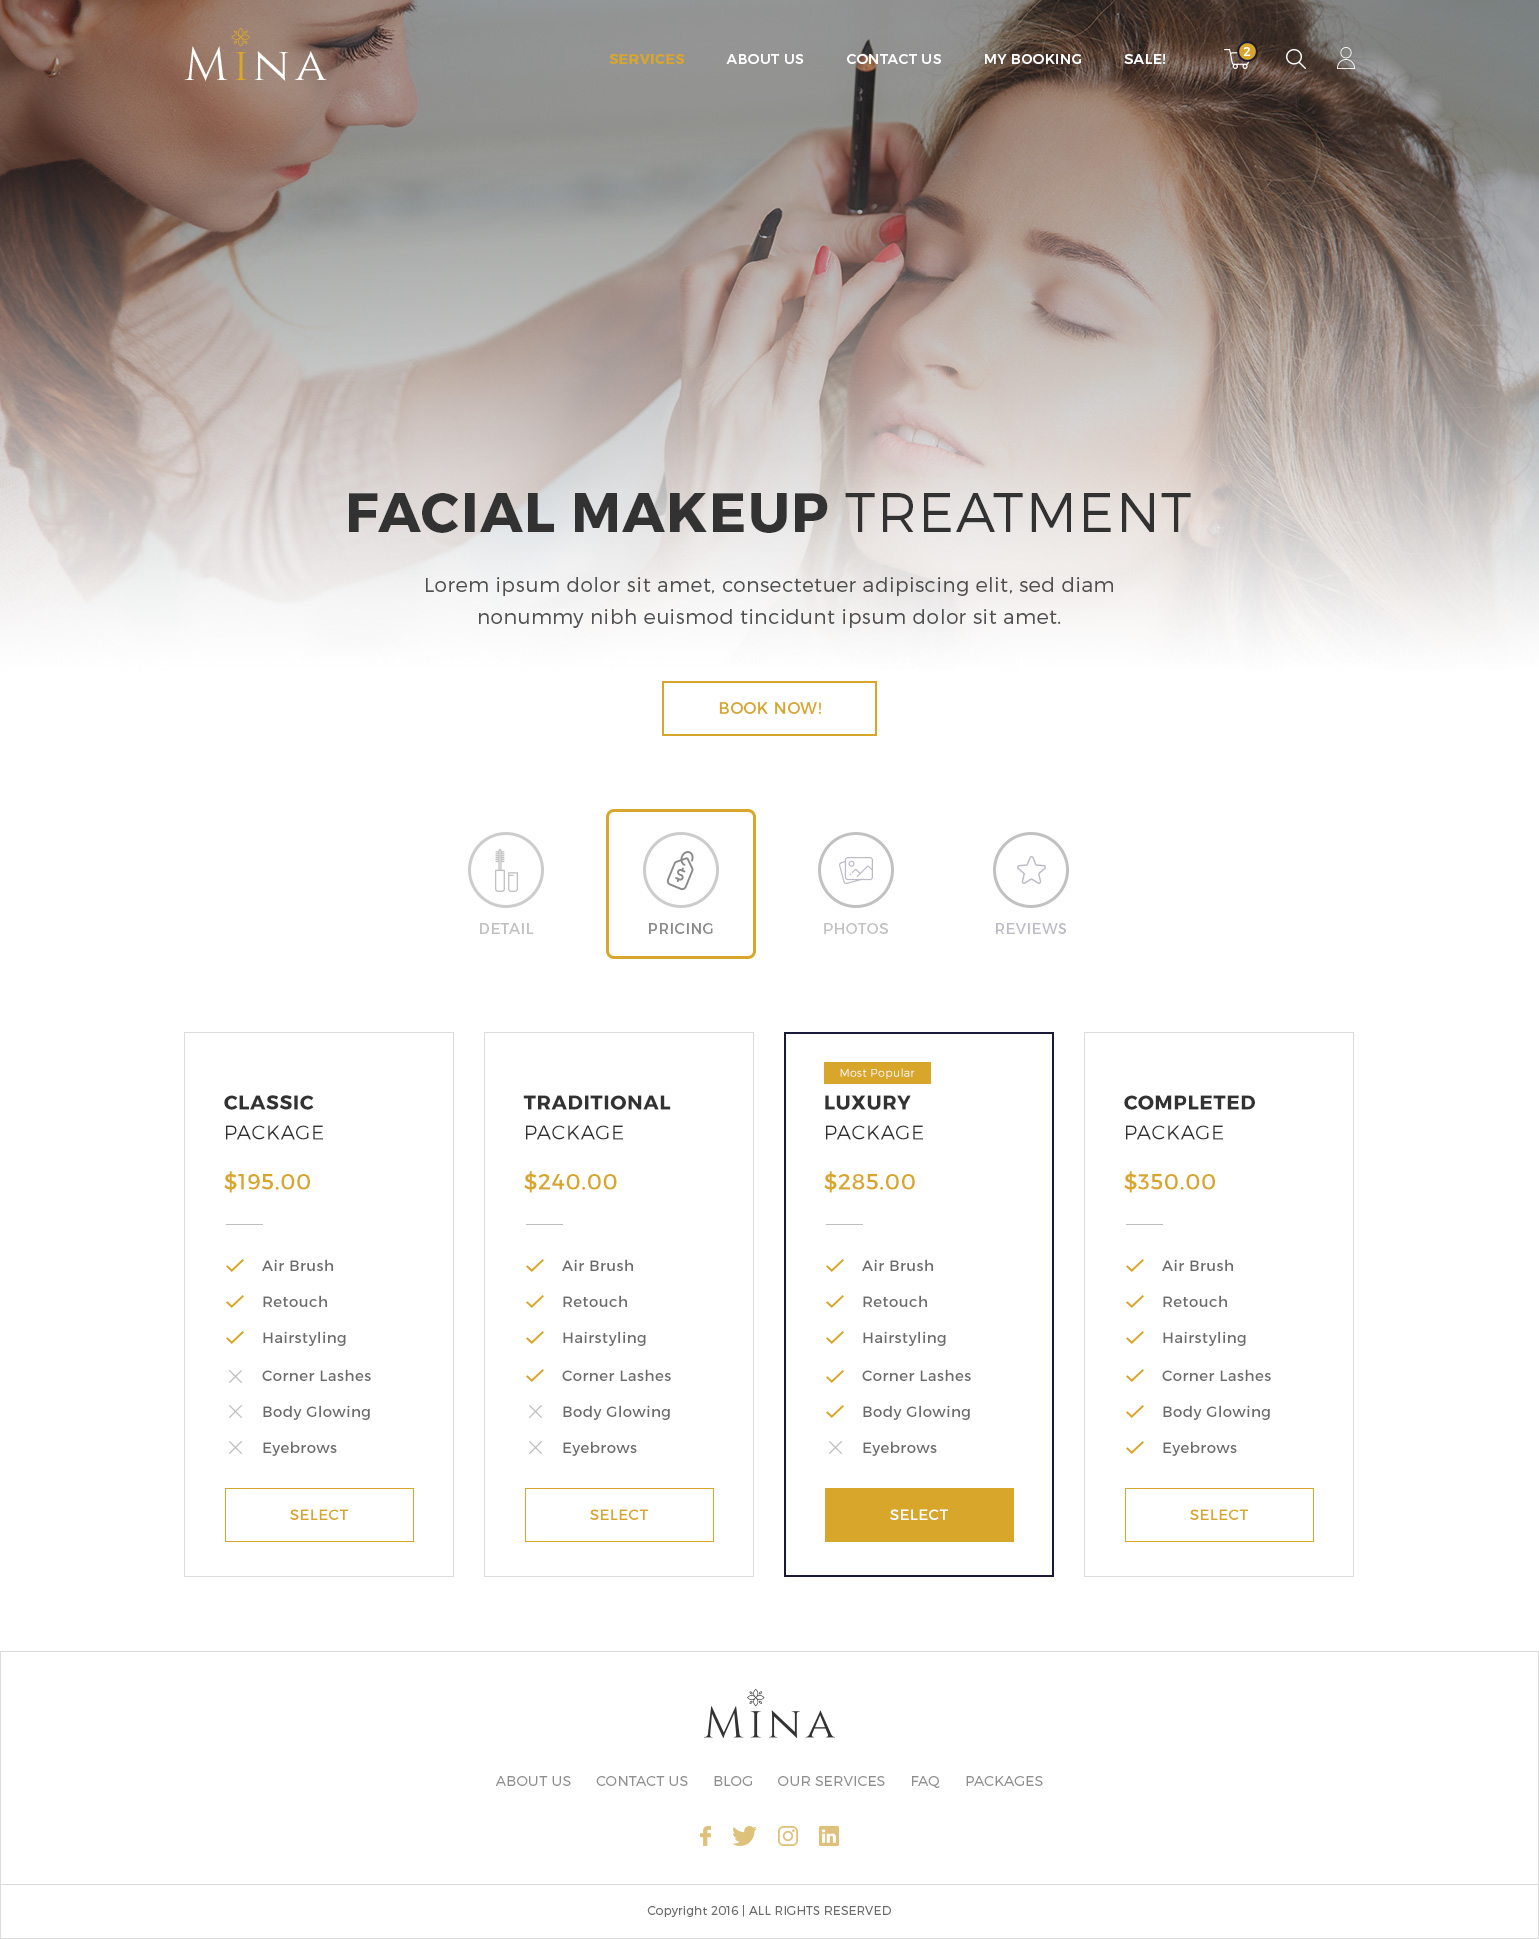 MINA
SERVICES ABOUT US CONTACT US MY BOOKING SALE! 2
FACIAL MAKEUP TREATMENT
Lorem ipsum dolor sit amet, consectetuer adipiscing elit, sed diam
nonummy nibh euismod tincidunt ipsum dolor sit amet.
BOOK NOW!
DETAIL
$
PRICING
PHOTOS
REVIEWS
CLASSIC
PACKAGE
$195.00
Air Brush
Retouch
Hairstyling
Corner Lashes
Body Glowing
Eyebrows
SELECT
TRADITIONAL
PACKAGE
$240.00
Air Brush
Retouch
Hairstyling
Corner Lashes
Body Glowing
Eyebrows
SELECT
Most Popular
LUXURY
PACKAGE
$285.00
Air Brush
Retouch
Hairstyling
Corner Lashes
Body Glowing
Eyebrows
SELECT
COMPLETED
PACKAGE
$350.00
Air Brush
Retouch
Hairstyling
Corner Lashes
Body Glowing
Eyebrows
SELECT
MINA
ABOUT US CONTACT US BLOG OUR SERVICES FAQ PACKAGES
f in
Copyright 2016 | ALL RIGHTS RESERVED